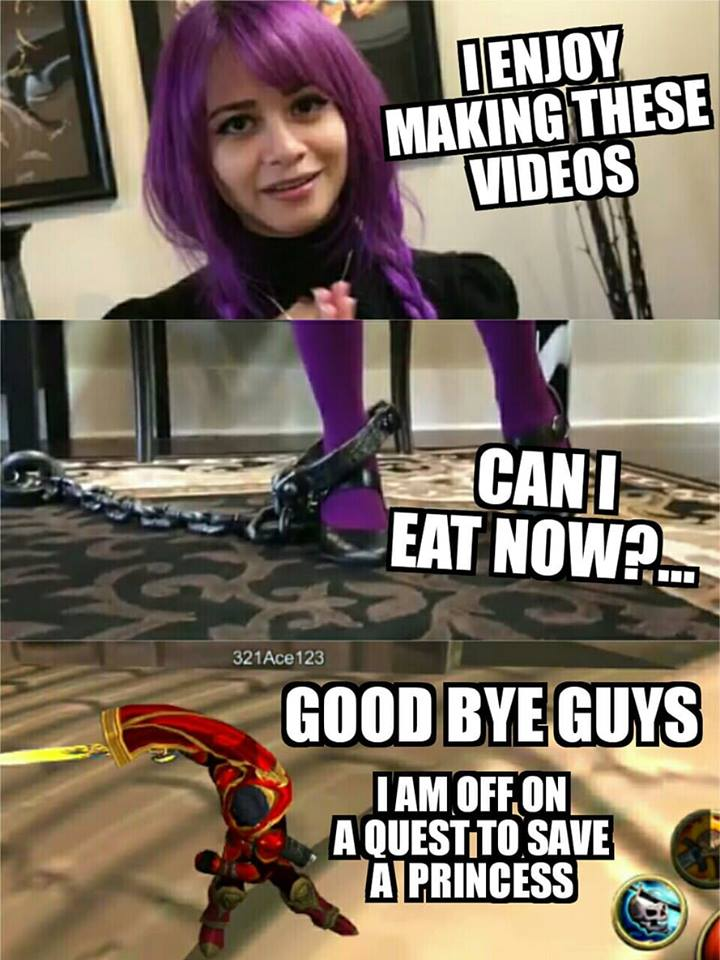 I ENJOY
MAKING THESE
VIDEOS
CAN I
EAT NOW?...
321Ace123
GOOD BYE GUYS
I AM OFF ON
A QUEST TO SAVE
A PRINCESS